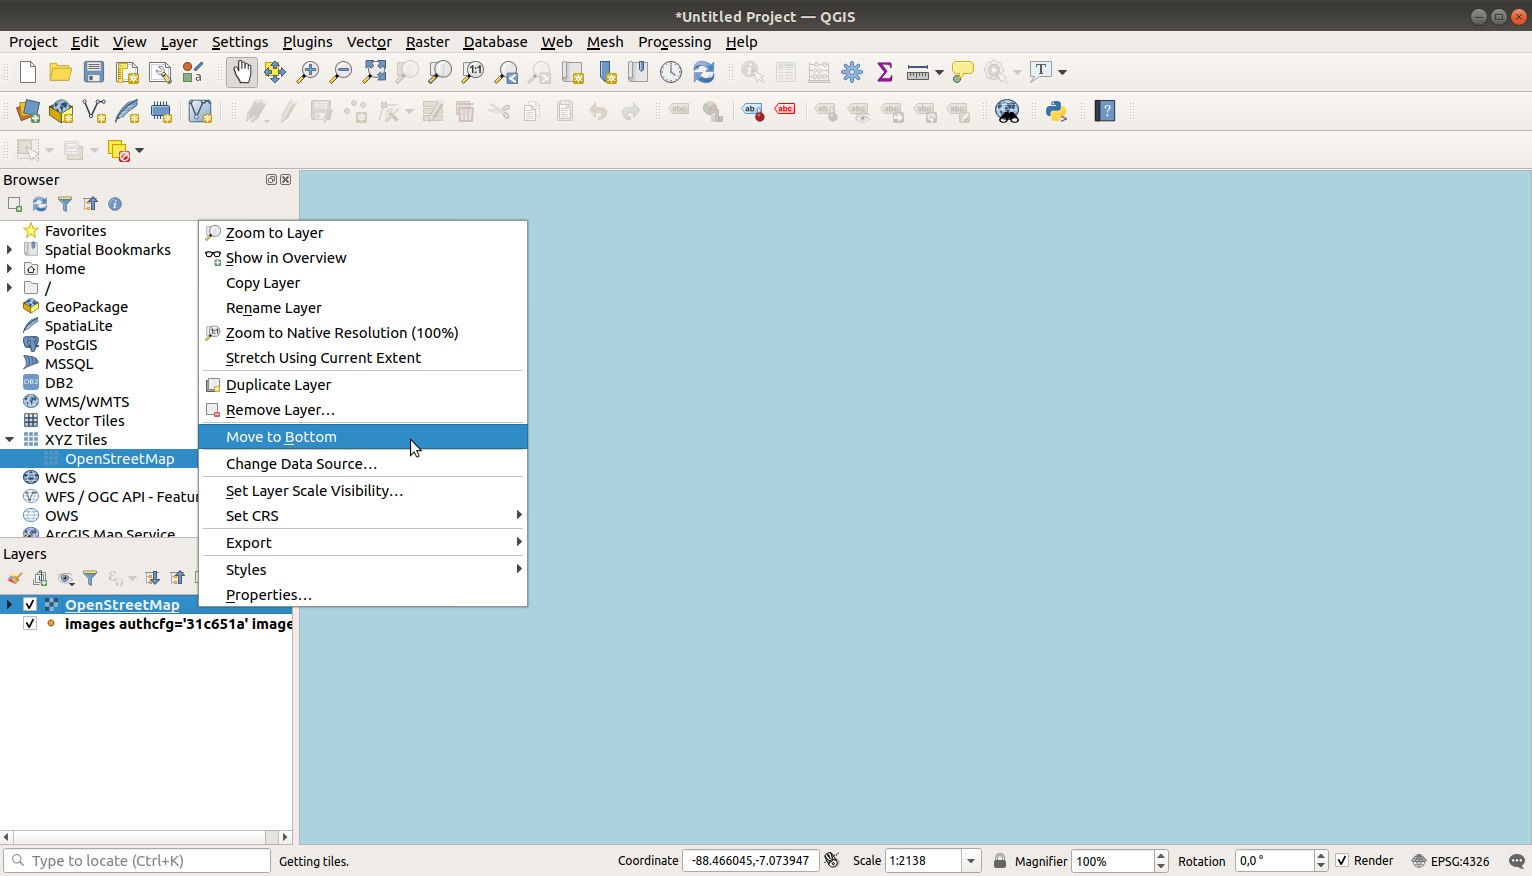 *Untitled Project — QGIS
Project Edit View Layer Settings Plugins Vector Raster Database Web Mesh Processing Help
Browser
Favorites
Spatial Bookmarks
Home
/
GeoPackage
SpatiaLite
PostGIS
MSSQL
DB2
WMS/WMTS
Vector Tiles
XYZ Tiles
OpenStreetMap
WCS
WFS / OGC API - Featur
OWS
ArcGIS Map Service
Zoom to Layer
Show in Overview
Copy Layer
Rename Layer
Zoom to Native Resolution (100%)
Stretch Using Current Extent
Duplicate Layer
Remove Layer…
Move to Bottom
Change Data Source…
Set Layer Scale Visibility…
Set CRS
Export
Styles
Properties…
Layers
OpenStreetMap
images authcfg='31c651a' image
Type to locate (Ctrl+K) Getting tiles. Coordinate -88.466045,-7.073947 Scale 1:2138 Magnifier 100% Rotation 0,0 ° Render EPSG:4326